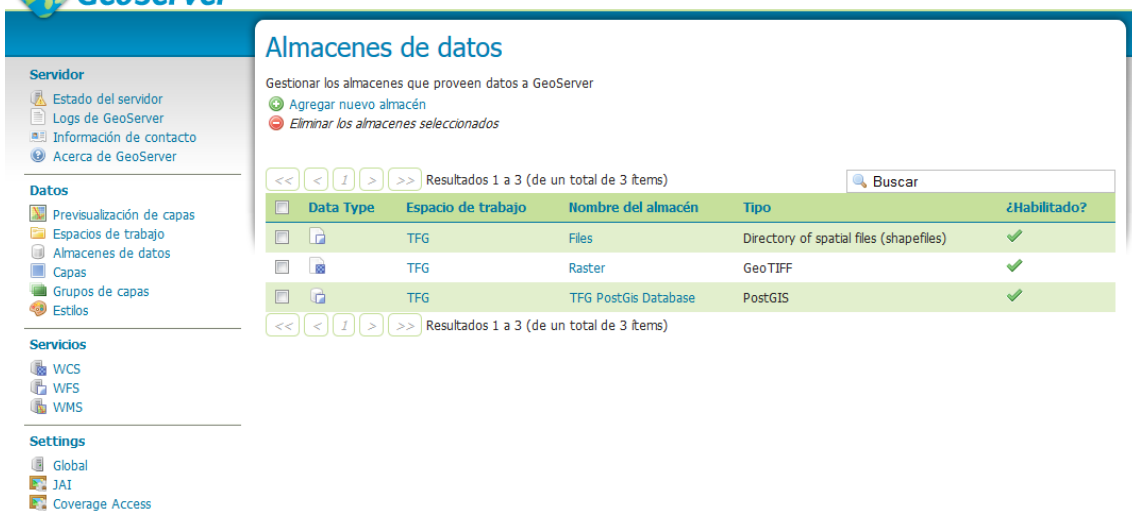 GeoServer
Servidor
Estado del servidor
Logs de GeoServer
Información de contacto
Acerca de GeoServer
Datos
Previsualización de capas
Espacios de trabajo
Almacenes de datos
Capas
Grupos de capas
Estilos
Servicios
WCS
WFS
WMS
Settings
Global
JAI
Coverage Access
Almacenes de datos
Gestionar los almacenes que proveen datos a GeoServer
Agregar nuevo almacén
Eliminar los almacenes seleccionados
<< < 1 > >> Resultados 1 a 3 (de un total de 3 ítems) Buscar
Data Type Espacio de trabajo Nombre del almacén Tipo ¿Habilitado?
TFG Files Directory of spatial files (shapefiles)
TFG Raster GeoTIFF
TFG TFG PostGis Database PostGIS
<< < 1 > >> Resultados 1 a 3 (de un total de 3 ítems)